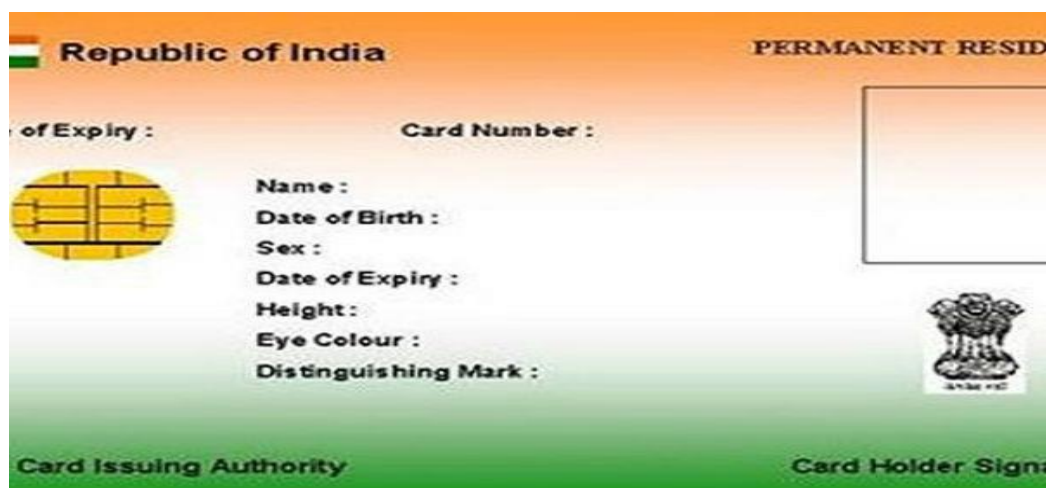 Republic of India PERMANENT RESID
of Expiry : Card Number :
Name :
Date of Birth :
Sex :
Date of Expiry :
Height :
Eye Colour :
Distinguishing Mark :
Card Issuing Authority Card Holder Signa